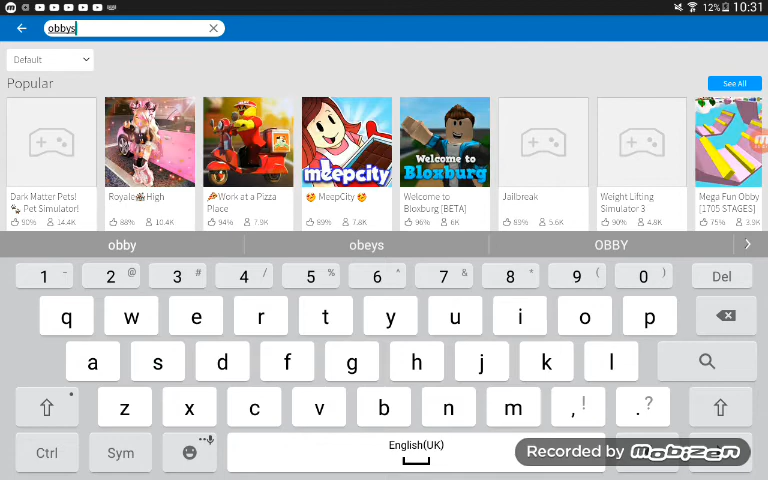 12% 10:31
obbys
Default
Popular
See All
meepcity
Welcome to
Bloxburg
Dark Matter Pets!
Pet Simulator!
90% 14.4K
Royale High
88% 10.4K
Work at a Pizza
Place
94% 7.9K
MeepCity
89% 7.8K
Welcome to
Bloxburg [BETA]
96% 6K
Jailbreak
89% 5.6K
Weight Lifting
Simulator 3
90% 4.8K
Mega Fun Obby
[1705 STAGES]
75% 3.9K
obby obeys OBBY
1 - 2 @ 3 # 4 / 5 % 6 ^ 7 & 8 * 9 ( 0 ) Del
q w e r t y u i o p
a s d f g h j k l
z x c v b n m , ! . ?
Ctrl Sym English(UK)
Recorded by mobizen